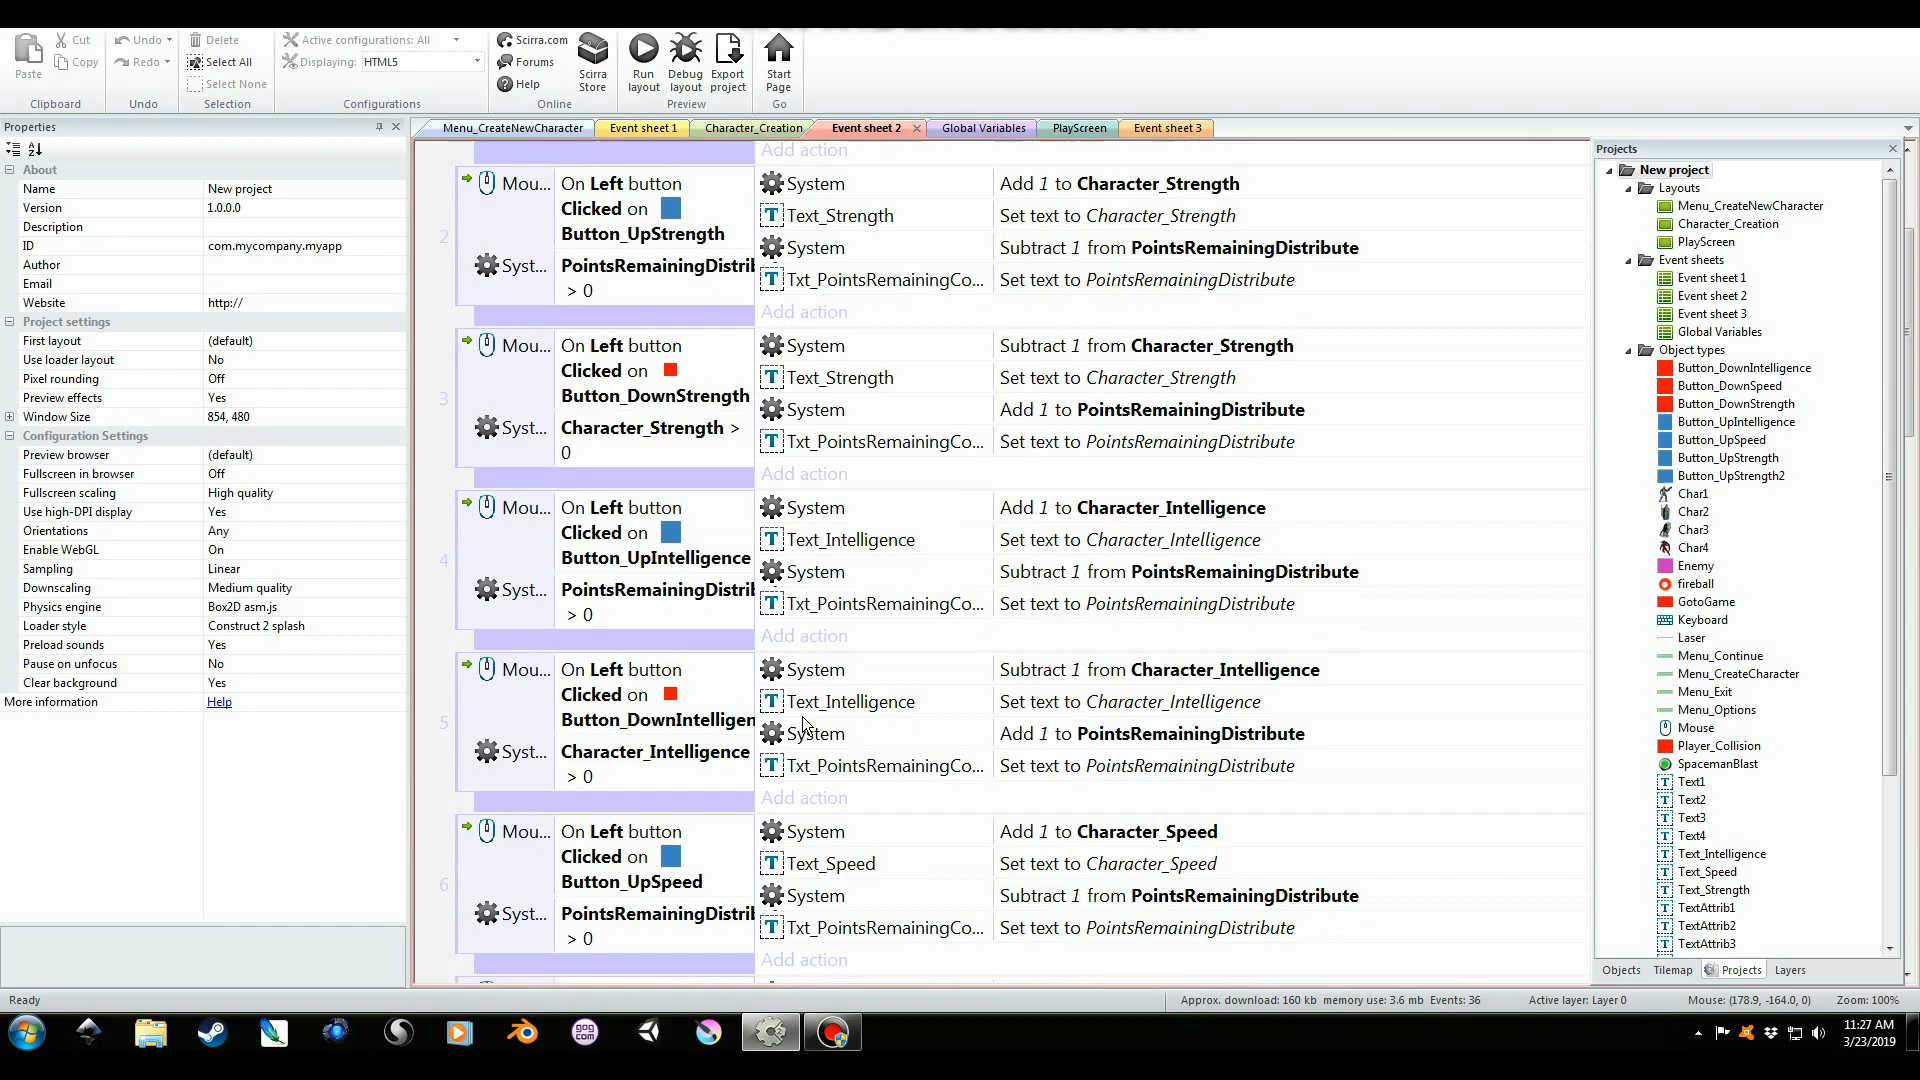 Cut
Undo
Delete
Active configurations: All
Scirra.com
Copy
Redo
Select All
Displaying: HTML5
Forums
Paste
Select None
Help
Scirra Store
Run layout
Debug layout
Export project
Start Page
Clipboard
Undo
Selection
Configurations
Online
Preview
Go
Properties
About
Name New project
Version 1.0.0.0
Description
ID com.mycompany.myapp
Author
Email
Website http://
Project settings
First layout (default)
Use loader layout No
Pixel rounding Off
Preview effects Yes
Window Size 854, 480
Configuration Settings
Preview browser (default)
Fullscreen in browser Off
Fullscreen scaling High quality
Use high-DPI display Yes
Orientations Any
Enable WebGL On
Sampling Linear
Downscaling Medium quality
Physics engine Box2D asm.js
Loader style Construct 2 splash
Preload sounds Yes
Pause on unfocus No
Clear background Yes
More information Help
Menu_CreateNewCharacter
Event sheet 1
Character_Creation
Event sheet 2
Global Variables
PlayScreen
Event sheet 3
Add action
2
Mou... On Left button
Clicked on
Button_UpStrength
Syst... PointsRemainingDistrib
> 0
System Add 1 to Character_Strength
Text_Strength Set text to Character_Strength
System Subtract 1 from PointsRemainingDistribute
Txt_PointsRemainingCo... Set text to PointsRemainingDistribute
Add action
3
Mou... On Left button
Clicked on
Button_DownStrength
Syst... Character_Strength >
0
System Subtract 1 from Character_Strength
Text_Strength Set text to Character_Strength
System Add 1 to PointsRemainingDistribute
Txt_PointsRemainingCo... Set text to PointsRemainingDistribute
Add action
4
Mou... On Left button
Clicked on
Button_UpIntelligence
Syst... PointsRemainingDistrib
> 0
System Add 1 to Character_Intelligence
Text_Intelligence Set text to Character_Intelligence
System Subtract 1 from PointsRemainingDistribute
Txt_PointsRemainingCo... Set text to PointsRemainingDistribute
Add action
5
Mou... On Left button
Clicked on
Button_DownIntelligen
Syst... Character_Intelligence
> 0
System Subtract 1 from Character_Intelligence
Text_Intelligence Set text to Character_Intelligence
System Add 1 to PointsRemainingDistribute
Txt_PointsRemainingCo... Set text to PointsRemainingDistribute
Add action
6
Mou... On Left button
Clicked on
Button_UpSpeed
Syst... PointsRemainingDistrib
> 0
System Add 1 to Character_Speed
Text_Speed Set text to Character_Speed
System Subtract 1 from PointsRemainingDistribute
Txt_PointsRemainingCo... Set text to PointsRemainingDistribute
Add action
Projects
New project
Layouts
Menu_CreateNewCharacter
Character_Creation
PlayScreen
Event sheets
Event sheet 1
Event sheet 2
Event sheet 3
Global Variables
Object types
Button_DownIntelligence
Button_DownSpeed
Button_DownStrength
Button_UpIntelligence
Button_UpSpeed
Button_UpStrength
Button_UpStrength2
Char1
Char2
Char3
Char4
Enemy
fireball
GotoGame
Keyboard
Laser
Menu_Continue
Menu_CreateCharacter
Menu_Exit
Menu_Options
Mouse
Player_Collision
SpacemanBlast
Text1
Text2
Text3
Text4
Text_Intelligence
Text_Speed
Text_Strength
TextAttrib1
TextAttrib2
TextAttrib3
Objects
Tilemap
Projects
Layers
Ready
Approx. download: 160 kb memory use: 3.6 mb Events: 36
Active layer: Layer 0
Mouse: (178.9, -164.0, 0)
Zoom: 100%
gog
com
11:27 AM
3/23/2019